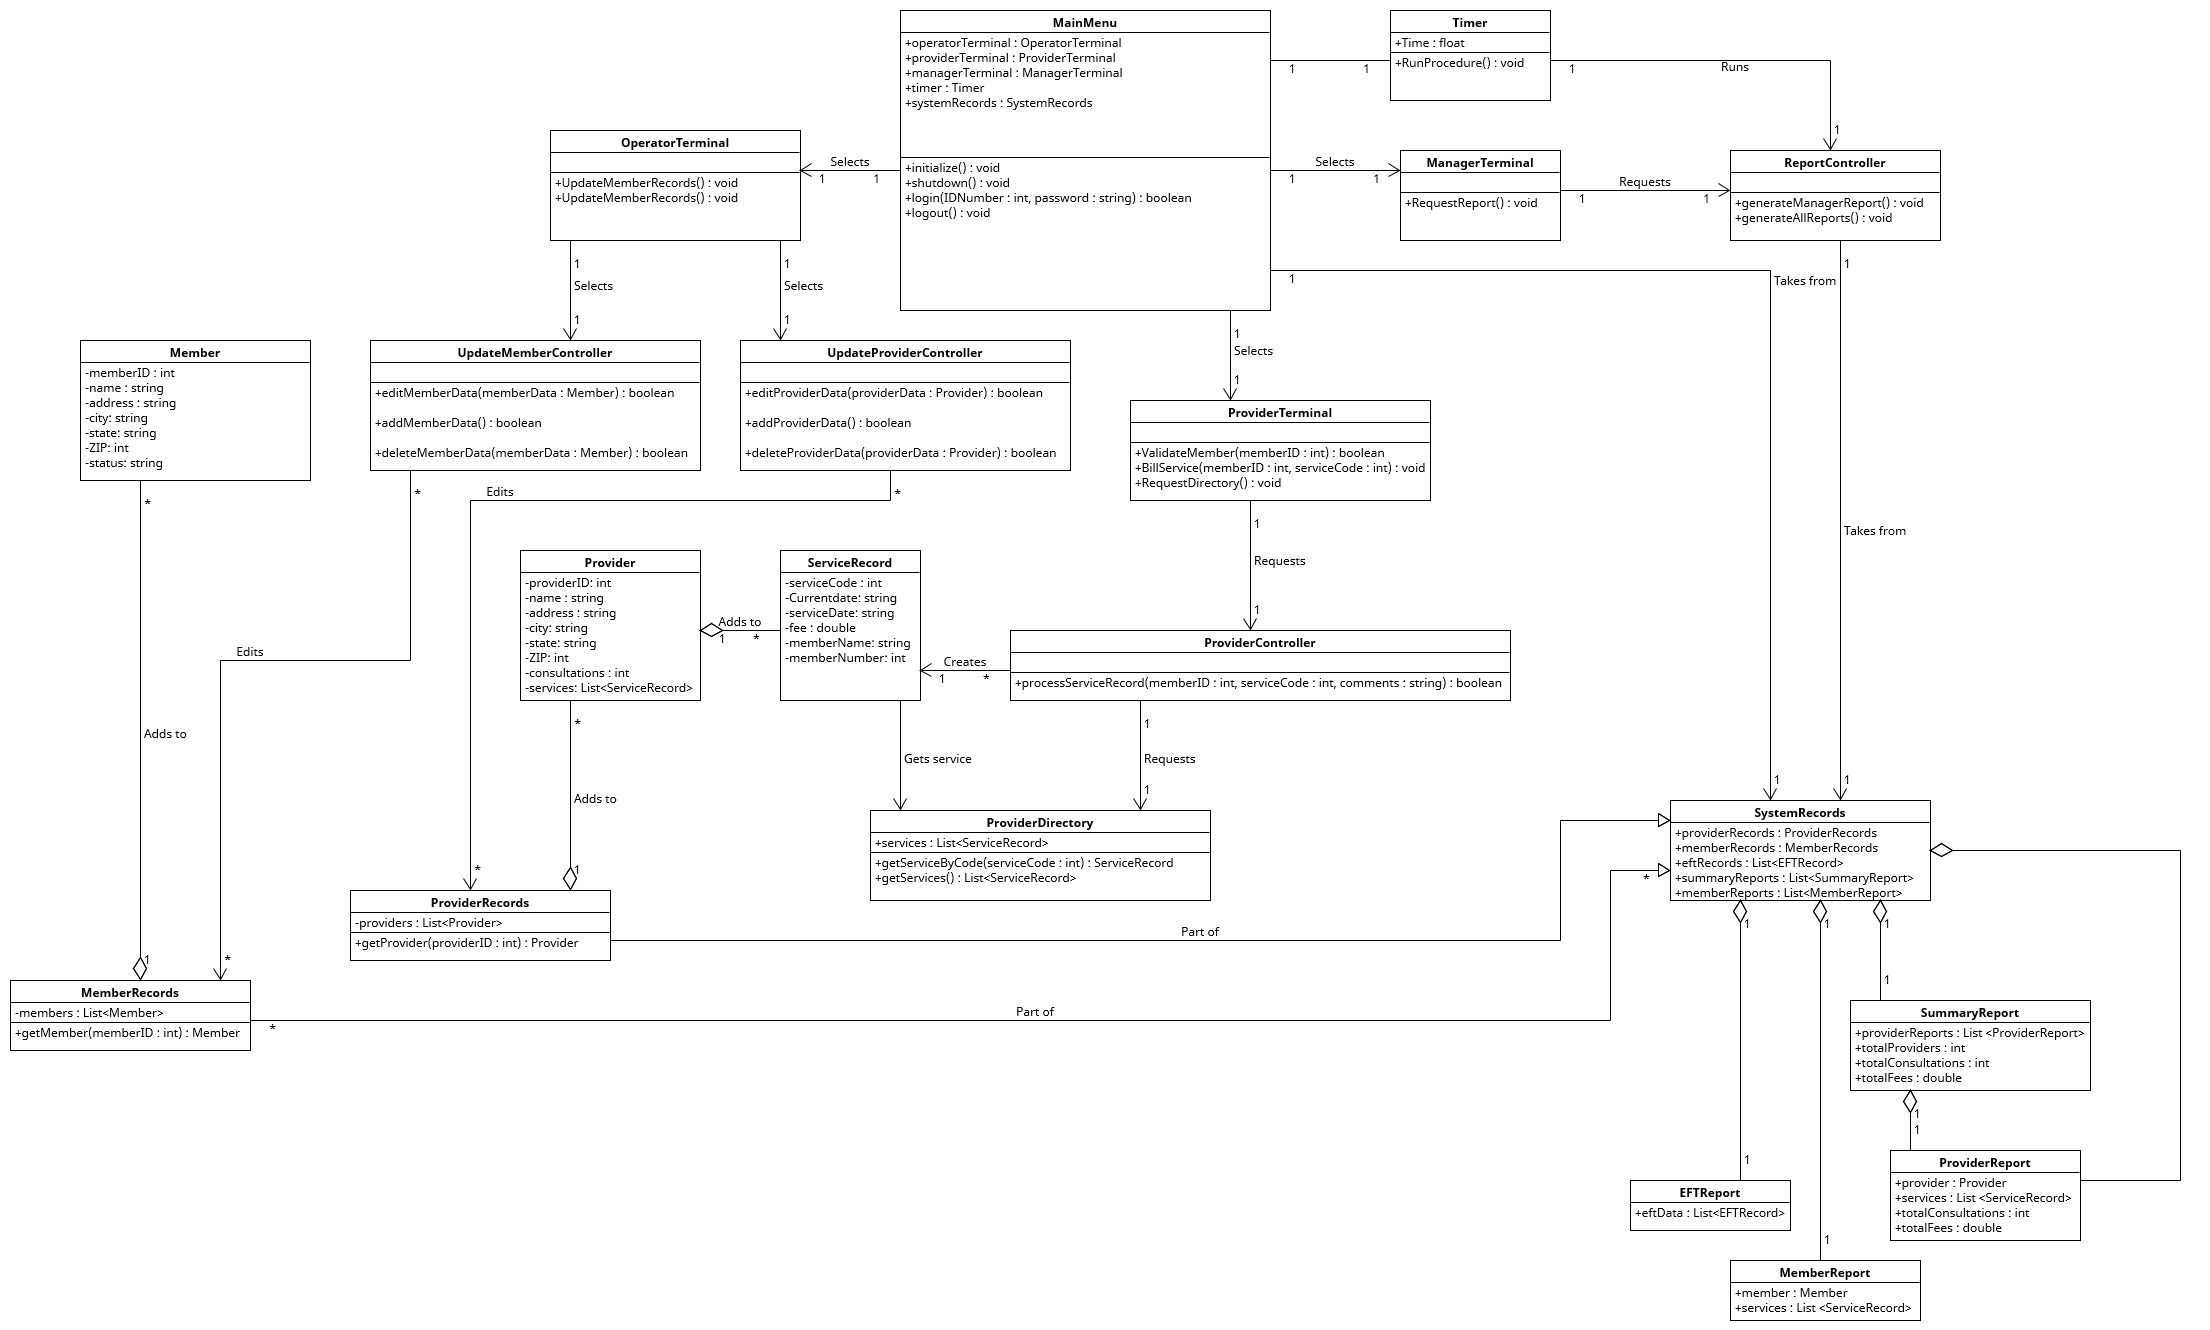 MainMenu
+operatorTerminal : OperatorTerminal
+providerTerminal : ProviderTerminal
+managerTerminal : ManagerTerminal
+timer : Timer
+systemRecords : SystemRecords
+initialize() : void
+shutdown() : void
+login(IDNumber : int, password : string) : boolean
+logout() : void
1
1
Timer
+Time : float
+RunProcedure() : void
1
Runs
1
OperatorTerminal
+UpdateMemberRecords() : void
+UpdateMemberRecords() : void
Selects
1
1
Selects
1
1
ManagerTerminal
+RequestReport() : void
Requests
1
1
ReportController
+generateManagerReport() : void
+generateAllReports() : void
1
Selects
1
1
Selects
1
1
Takes from
1
1
Takes from
1
1
Selects
1
Member
-memberID : int
-name : string
-address : string
-city: string
-state: string
-ZIP: int
-status: string
UpdateMemberController
+editMemberData(memberData : Member) : boolean
+addMemberData() : boolean
+deleteMemberData(memberData : Member) : boolean
UpdateProviderController
+editProviderData(providerData : Provider) : boolean
+addProviderData() : boolean
+deleteProviderData(providerData : Provider) : boolean
ProviderTerminal
+ValidateMember(memberID : int) : boolean
+BillService(memberID : int, serviceCode : int) : void
+RequestDirectory() : void
*
Adds to
1
*
Edits
*
*
Edits
*
1
Requests
1
Provider
-providerID: int
-name : string
-address : string
-city: string
-state: string
-ZIP: int
-consultations : int
-services: List<ServiceRecord>
Adds to
1
*
ServiceRecord
-serviceCode : int
-Currentdate: string
-serviceDate: string
-fee : double
-memberName: string
-memberNumber: int
Creates
1
*
ProviderController
+processServiceRecord(memberID : int, serviceCode : int, comments : string) : boolean
*
Adds to
1
Gets service
1
Requests
1
ProviderDirectory
+services : List<ServiceRecord>
+getServiceByCode(serviceCode : int) : ServiceRecord
+getServices() : List<ServiceRecord>
SystemRecords
+providerRecords : ProviderRecords
+memberRecords : MemberRecords
+eftRecords : List<EFTRecord>
+summaryReports : List<SummaryReport>
+memberReports : List<MemberReport>
ProviderRecords
-providers : List<Provider>
+getProvider(providerID : int) : Provider
Part of
MemberRecords
-members : List<Member>
+getMember(memberID : int) : Member
*
Part of
*
1
1
1
1
1
1
SummaryReport
+providerReports : List <ProviderReport>
+totalProviders : int
+totalConsultations : int
+totalFees : double
1
1
ProviderReport
+provider : Provider
+services : List <ServiceRecord>
+totalConsultations : int
+totalFees : double
EFTReport
+eftData : List<EFTRecord>
MemberReport
+member : Member
+services : List <ServiceRecord>